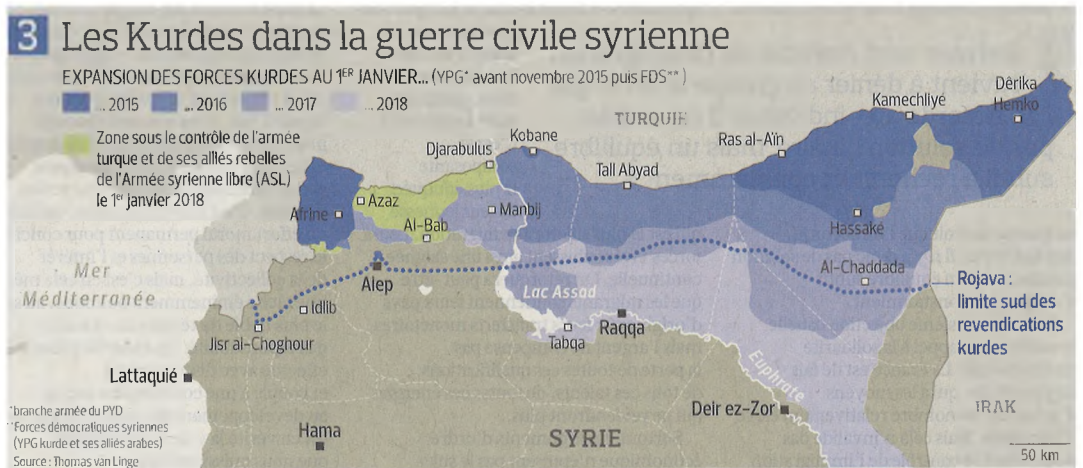 3 Les Kurdes dans la guerre civile syrienne
EXPANSION DES FORCES KURDES AU 1ER JANVIER... (YPG* avant novembre 2015 puis FDS**)
... 2015 ... 2016 ... 2017 ... 2018
Zone sous le contrôle de l'armée
turque et de ses alliés rebelles
de l'Armée syrienne libre (ASL)
le 1er janvier 2018
TURQUIE
Dêrika
Hemko
Kamechliyé
Kobane
Ras al-Aïn
Djarabulus
Tall Abyad
Azaz
Afrine
Manbij
Al-Bab
Hassaké
Mer
Méditerranée
Alep
Al-Chaddada
Rojava :
limite sud des
revendications
kurdes
Lac Assad
Idlib
Raqqa
Jisr al-Choghour
Tabqa
Euphrate
Lattaquié
Deir ez-Zor
IRAK
Hama
SYRIE
*branche armée du PYD
**Forces démocratiques syriennes
(YPG kurde et ses alliés arabes)
Source : Thomas van Linge
50 km